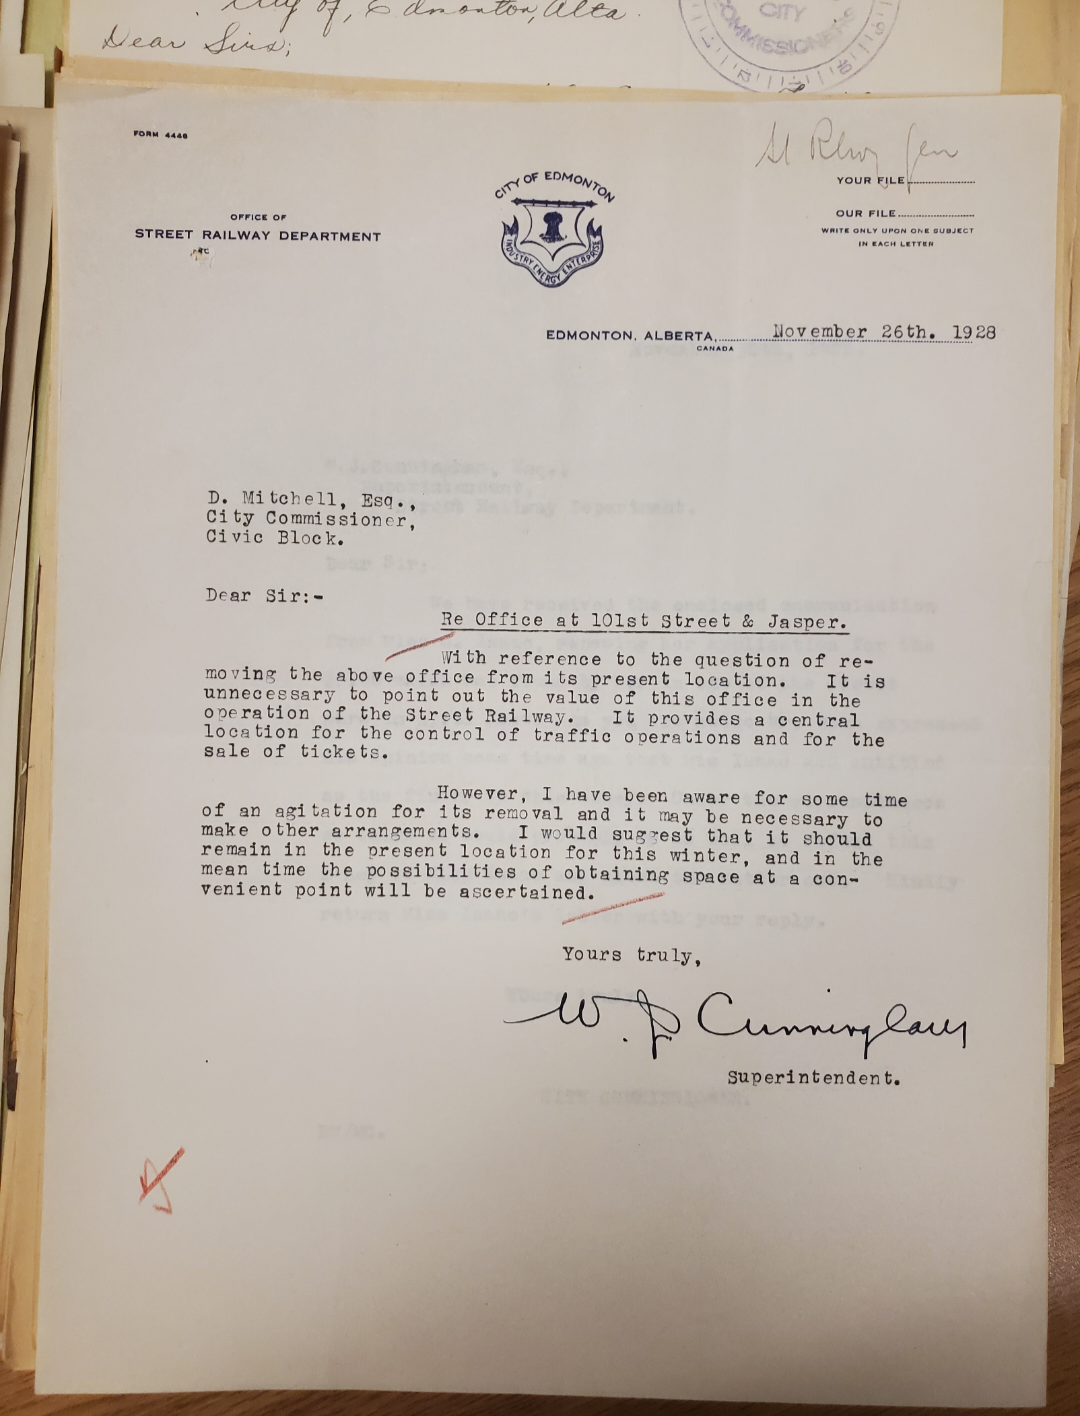 City of, Edmonton, Alta.
Dear Sirs;
CITY
COMMISSIONERS
FORM 4446
St Rlwy Gen
YOUR FILE
OUR FILE
WRITE ONLY UPON ONE SUBJECT
IN EACH LETTER
OFFICE OF
STREET RAILWAY DEPARTMENT
CITY OF EDMONTON
INDUSTRY ENERGY ENTERPRISE
EDMONTON, ALBERTA, November 26th. 1928
CANADA
D. Mitchell, Esq.,
City Commissioner,
Civic Block.
Dear Sir:-
Re Office at 101st Street & Jasper.
With reference to the question of re-
moving the above office from its present location. It is
unnecessary to point out the value of this office in the
operation of the Street Railway. It provides a central
location for the control of traffic operations and for the
sale of tickets.
However, I have been aware for some time
of an agitation for its removal and it may be necessary to
make other arrangements. I would suggest that it should
remain in the present location for this winter, and in the
mean time the possibilities of obtaining space at a con-
venient point will be ascertained.
Yours truly,
W. J. Cunningham
Superintendent.